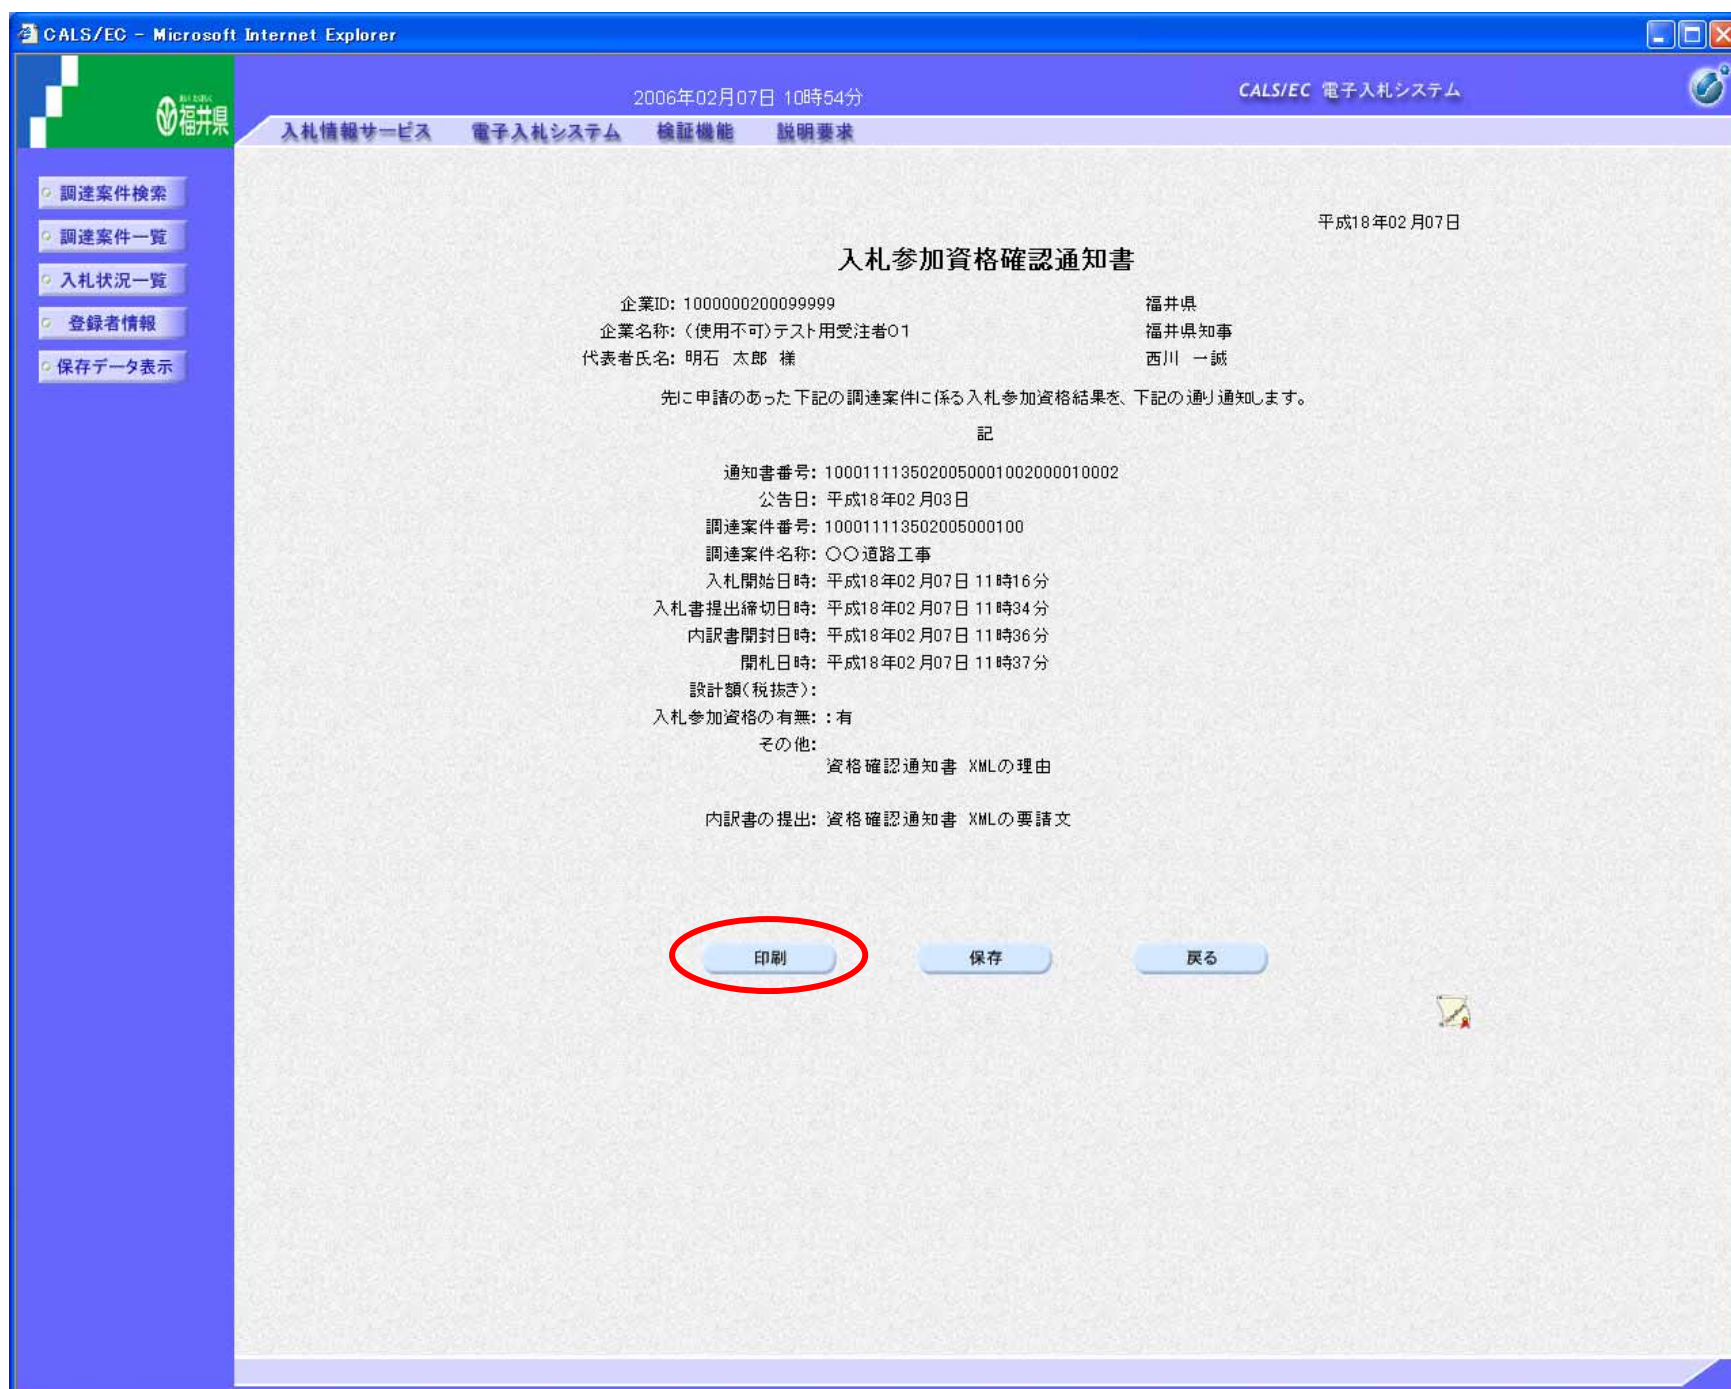 CALS/EC - Microsoft Internet Explorer
福井県
2006年02月07日 10時54分
CALS/EC 電子入札システム
入札情報サービス 電子入札システム 検証機能 説明要求
調達案件検索
調達案件一覧
入札状況一覧
登録者情報
保存データ表示
平成18年02月07日
入札参加資格確認通知書
企業ID: 1000000200099999 福井県
企業名称: (使用不可)テスト用受注者01 福井県知事
代表者氏名: 明石 太郎 様 西川 一誠
先に申請のあった下記の調達案件に係る入札参加資格結果を、下記の通り通知します。
記
通知書番号: 1000111135020050001002000010002
公告日: 平成18年02月03日
調達案件番号: 100011113502005000100
調達案件名称: ○○道路工事
入札開始日時: 平成18年02月07日 11時16分
入札書提出締切日時: 平成18年02月07日 11時34分
内訳書開封日時: 平成18年02月07日 11時36分
開札日時: 平成18年02月07日 11時37分
設計額(税抜き):
入札参加資格の有無: : 有
その他:
資格確認通知書 XMLの理由
内訳書の提出: 資格確認通知書 XMLの要請文
印刷 保存 戻る